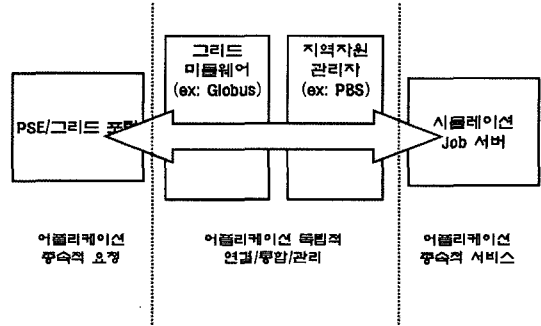 그리드
미들웨어
(ex: Globus)
지역자원
관리자
(ex: PBS)
PSE/그리드 포털
시뮬레이션
Job 서버
어플리케이션
종속적 요청
어플리케이션 독립적
연결/통합/관리
어플리케이션
종속적 서비스